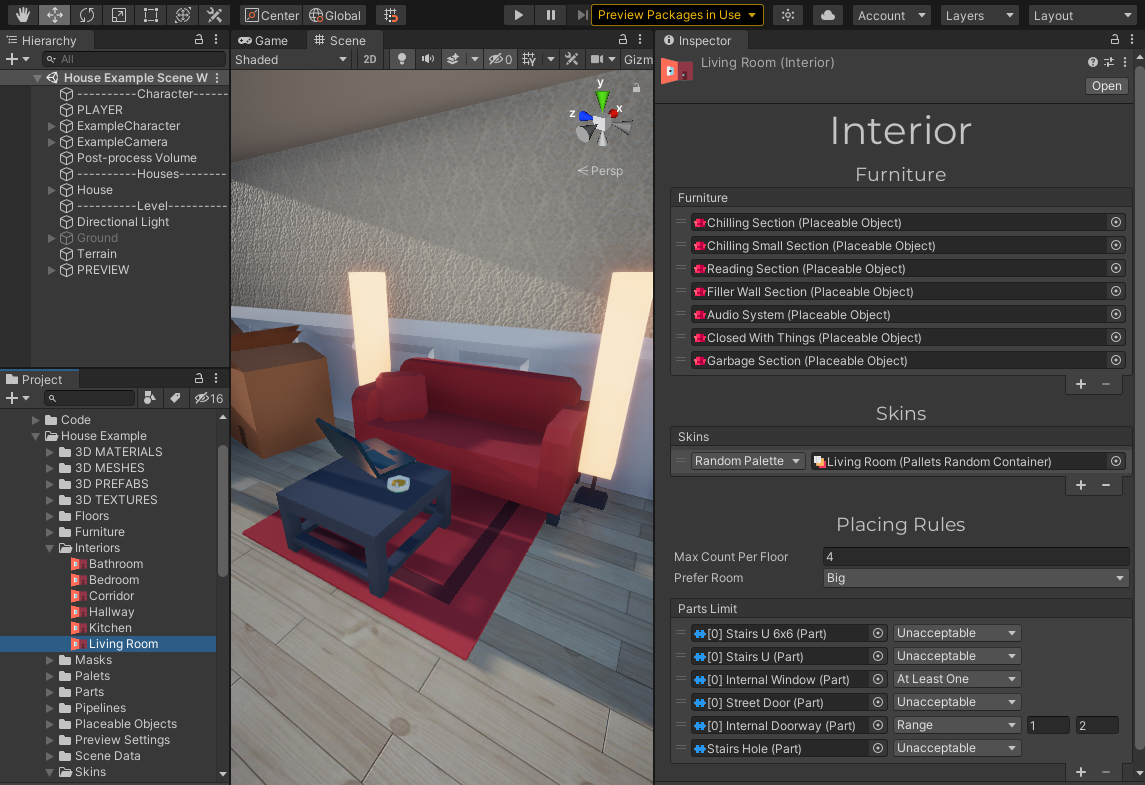 Center
Global
Preview Packages in Use
Account
Layers
Layout
Hierarchy
All
House Example Scene W
----------Character------
PLAYER
ExampleCharacter
ExampleCamera
Post-process Volume
----------Houses--------
House
----------Level----------
Directional Light
Ground
Terrain
PREVIEW
Project
16
Code
House Example
3D MATERIALS
3D MESHES
3D PREFABS
3D TEXTURES
Floors
Furniture
Interiors
Bathroom
Bedroom
Corridor
Hallway
Kitchen
Living Room
Masks
Palets
Parts
Pipelines
Placeable Objects
Preview Settings
Scene Data
Skins
Game
Scene
Shaded
2D
0
Gizm
y
x
z
Persp
Inspector
Living Room (Interior)
Open
Interior
Furniture
Furniture
Chilling Section (Placeable Object)
Chilling Small Section (Placeable Object)
Reading Section (Placeable Object)
Filler Wall Section (Placeable Object)
Audio System (Placeable Object)
Closed With Things (Placeable Object)
Garbage Section (Placeable Object)
Skins
Skins
Random Palette Living Room (Pallets Random Container)
Placing Rules
Max Count Per Floor 4
Prefer Room Big
Parts Limit
[0] Stairs U 6x6 (Part) Unacceptable
[0] Stairs U (Part) Unacceptable
[0] Internal Window (Part) At Least One
[0] Street Door (Part) Unacceptable
[0] Internal Doorway (Part) Range 1 2
Stairs Hole (Part) Unacceptable